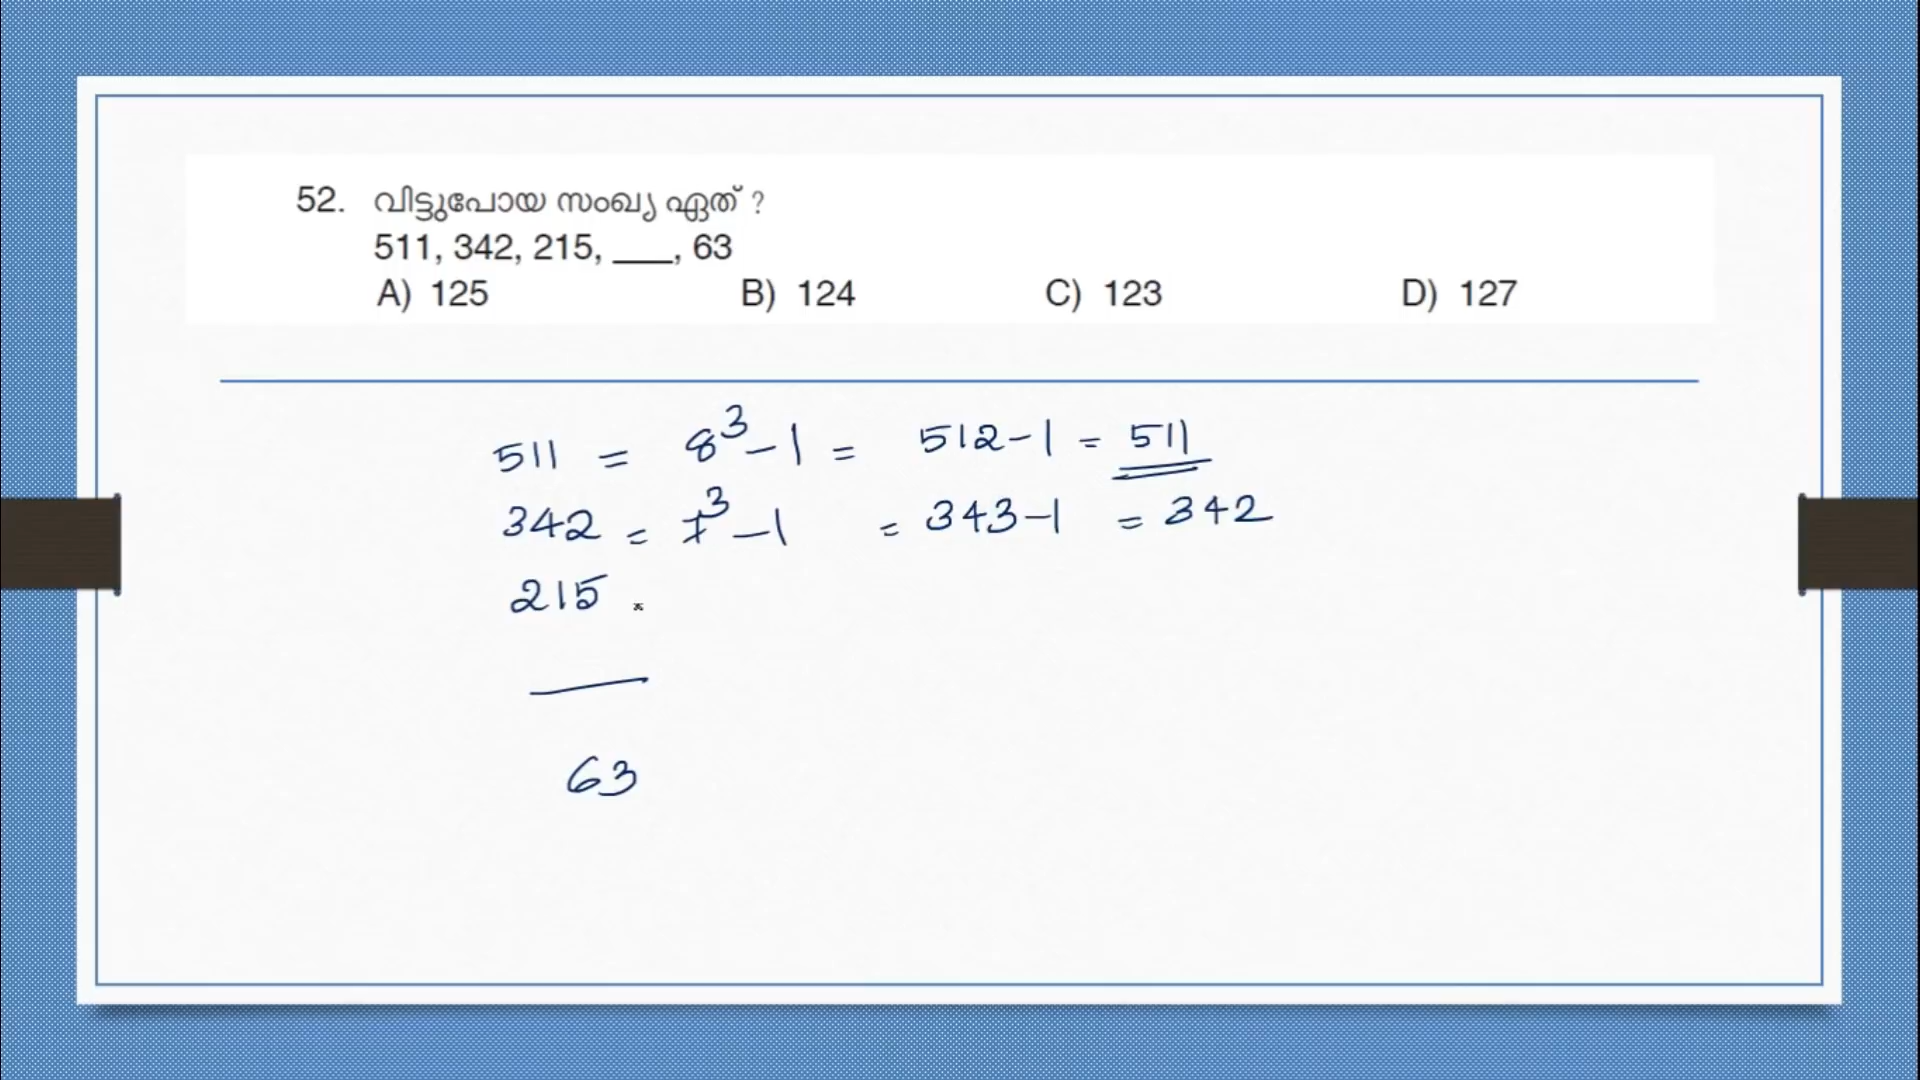 52. വിട്ടുപോയ സംഖ്യ ഏത് ?
511, 342, 215, ___, 63
A) 125 B) 124 C) 123 D) 127
511 = 8³-1 = 512-1 = 511
342 = 7³-1 = 343-1 = 342
215
63